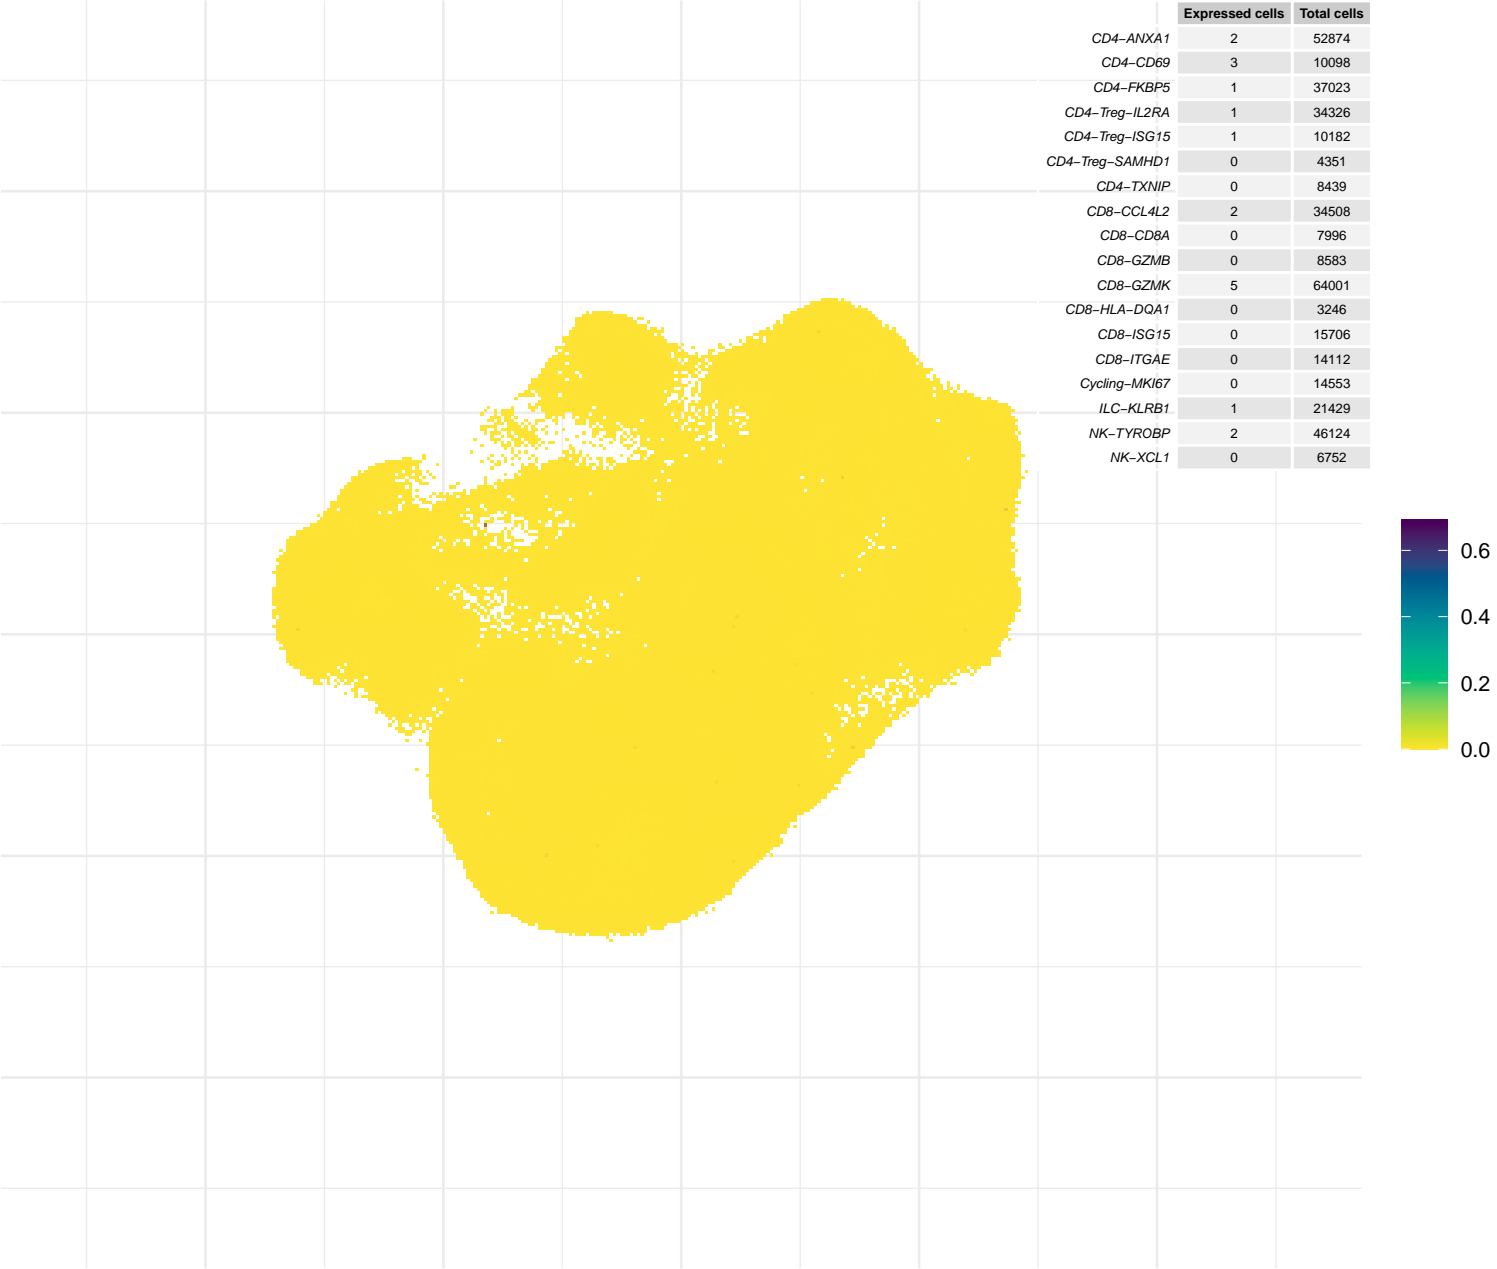 Expressed cells Total cells
CD4−ANXA1 2 52874
CD4−CD69 3 10098
CD4−FKBP5 1 37023
CD4−Treg−IL2RA 1 34326
CD4−Treg−ISG15 1 10182
CD4−Treg−SAMHD1 0 4351
CD4−TXNIP 0 8439
CD8−CCL4L2 2 34508
CD8−CD8A 0 7996
CD8−GZMB 0 8583
CD8−GZMK 5 64001
CD8−HLA−DQA1 0 3246
CD8−ISG15 0 15706
CD8−ITGAE 0 14112
Cycling−MKI67 0 14553
ILC−KLRB1 1 21429
NK−TYROBP 2 46124
NK−XCL1 0 6752
0.6
0.4
0.2
0.0